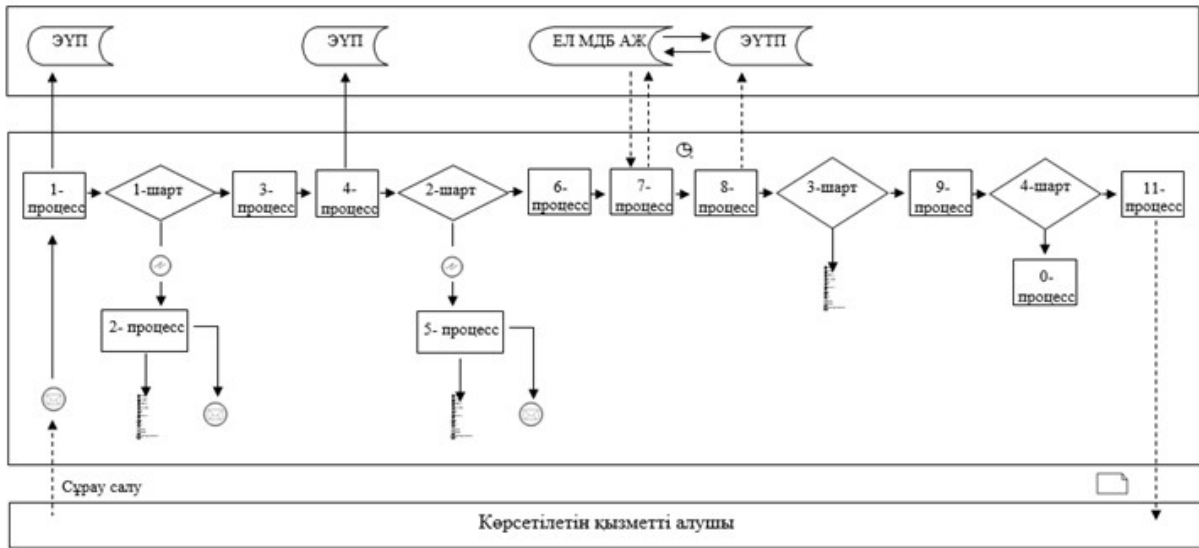 ЭҮП
ЭҮП
ЕЛ МДБ АЖ
ЭҮТП
1-
процесс
1-шарт
3-
процесс
4-
процесс
2-шарт
6-
процесс
7-
процесс
8-
процесс
3-шарт
9-
процесс
4-шарт
11-
процесс
0-
процесс
2- процесс
5- процесс
Сұрау салу
Көрсетілетін қызметті алушы